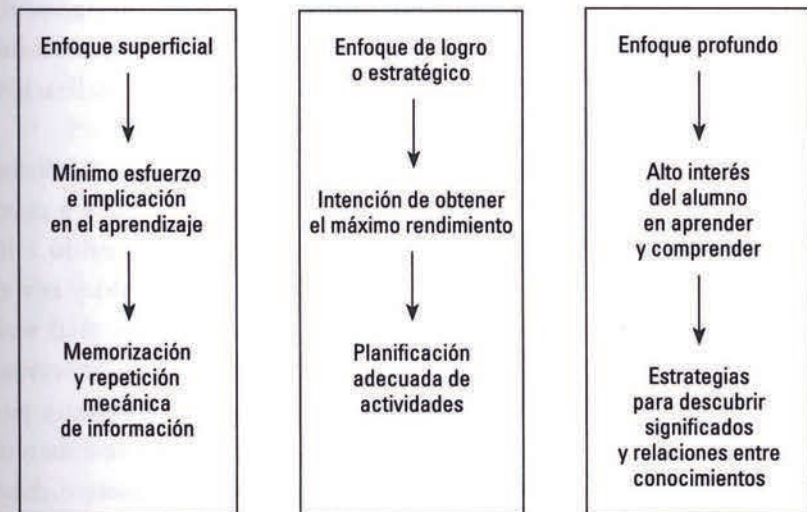 Enfoque superficial
Mínimo esfuerzo
e implicación
en el aprendizaje
Memorización
y repetición
mecánica
de información
Enfoque de logro
o estratégico
Intención de obtener
el máximo rendimiento
Planificación
adecuada de
actividades
Enfoque profundo
Alto interés
del alumno
en aprender
y comprender
Estrategias
para descubrir
significados
y relaciones entre
conocimientos